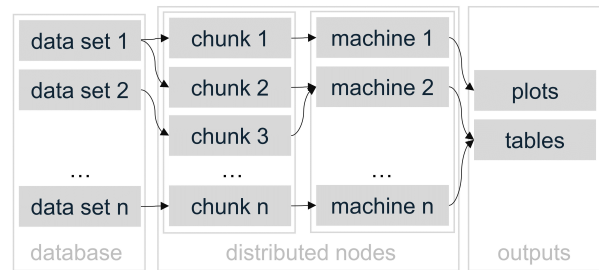 data set 1
chunk 1
machine 1
data set 2
chunk 2
machine 2
plots
chunk 3
tables
...
...
...
data set n
chunk n
machine n
database
distributed nodes
outputs